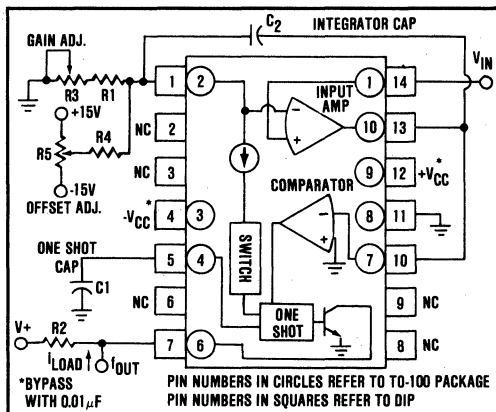 C2 INTEGRATOR CAP
GAIN ADJ.
R3 R1
1 2
INPUT AMP
1 14 VIN
− +
10 13
+15V
R5 R4
-15V
OFFSET ADJ.
NC 2
NC 3
9 12 +VCC*
COMPARATOR
-VCC* 4 3
8 11
− +
7 10
SWITCH
ONE SHOT CAP
C1
5 4
NC 6
ONE SHOT
9 NC
8 NC
V+ R2
7 6
iLOAD fOUT
*BYPASS
WITH 0.01μF
PIN NUMBERS IN CIRCLES REFER TO TO-100 PACKAGE
PIN NUMBERS IN SQUARES REFER TO DIP